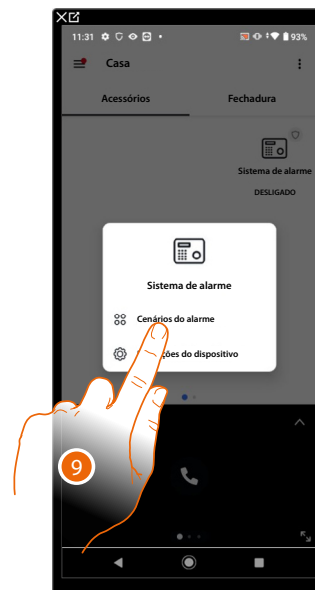 11:31
93%
Casa
Acessórios
Fechadura
Sistema de alarme
DESLIGADO
Sistema de alarme
Cenários do alarme
ções do dispositivo
9